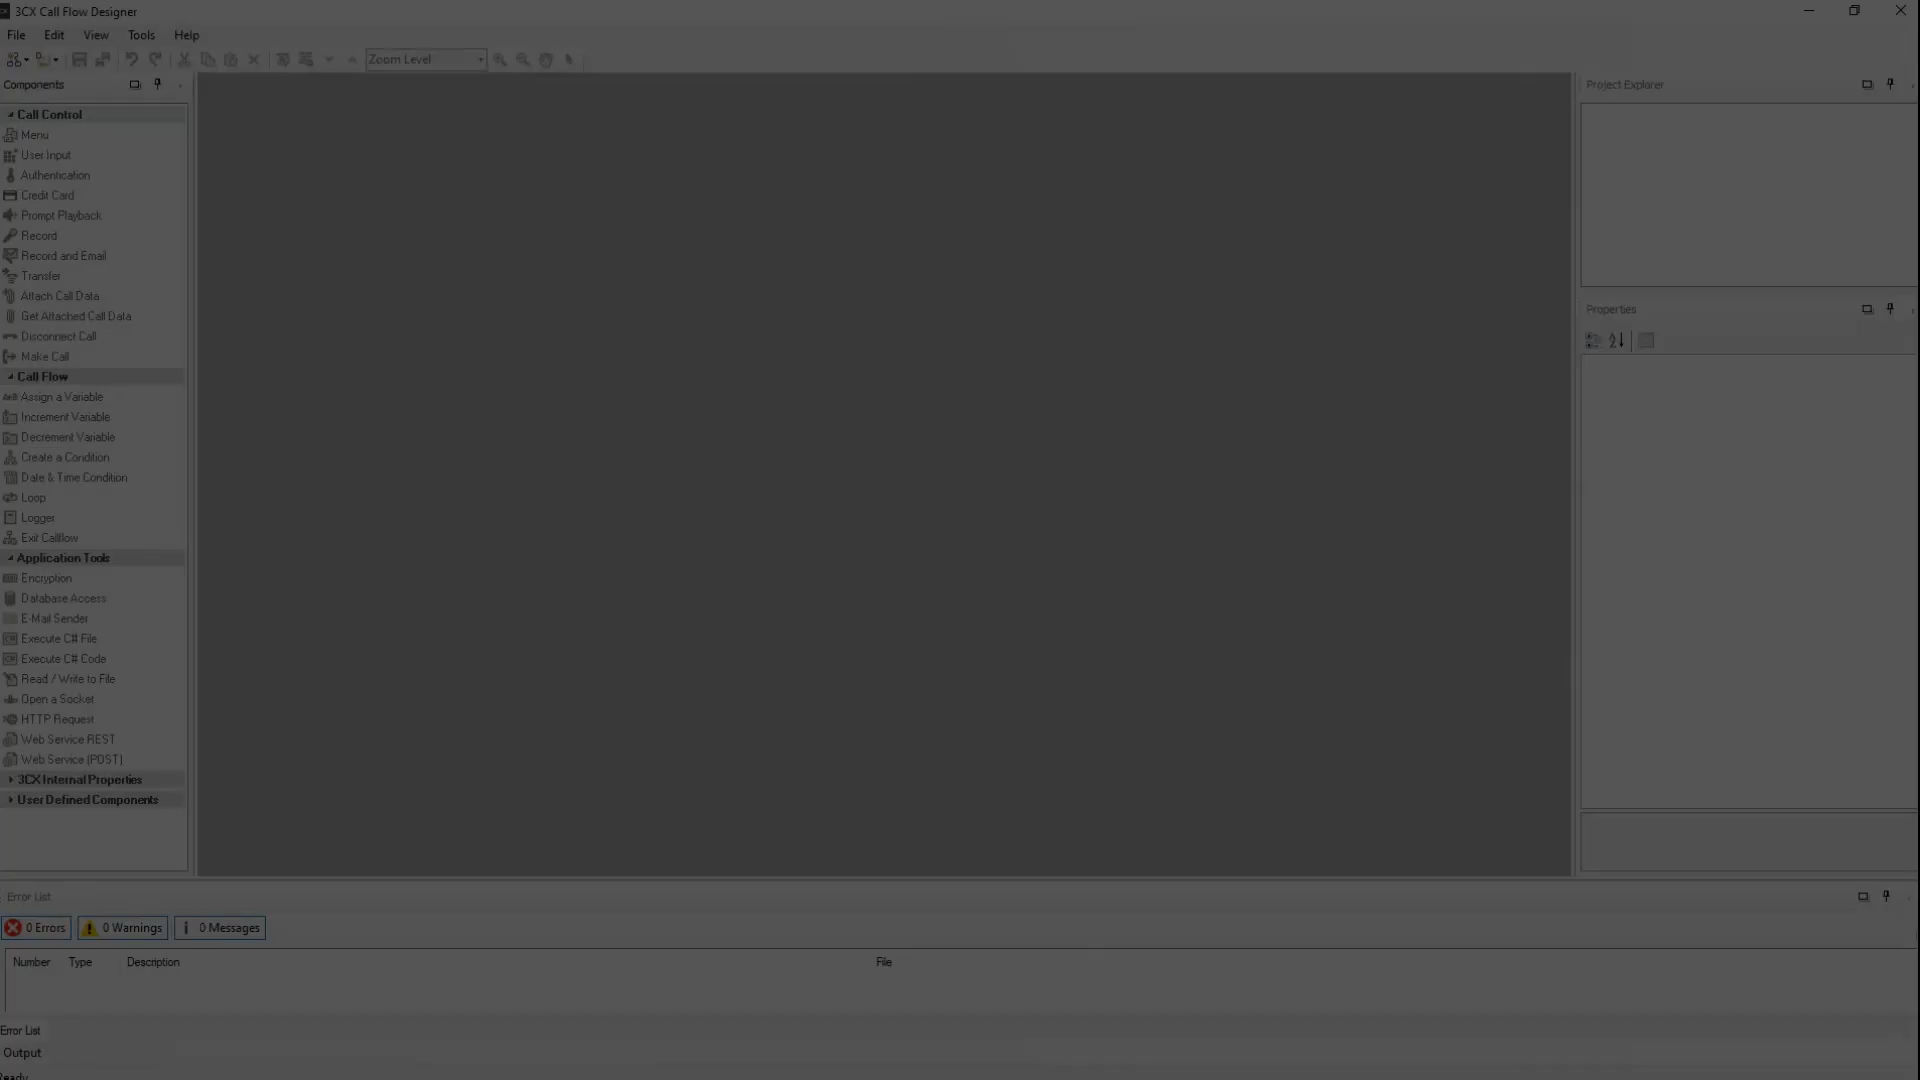 3CX Call Flow Designer
File Edit View Tools Help
Zoom Level
Components
Call Control
Menu
User Input
Authentication
Credit Card
Prompt Playback
Record
Record and Email
Transfer
Attach Call Data
Get Attached Call Data
Disconnect Call
Make Call
Call Flow
Assign a Variable
Increment Variable
Decrement Variable
Create a Condition
Date & Time Condition
Loop
Logger
Exit Callflow
Application Tools
Encryption
Database Access
E-Mail Sender
Execute C# File
Execute C# Code
Read / Write to File
Open a Socket
HTTP Request
Web Service REST
Web Service (POST)
3CX Internal Properties
User Defined Components
Project Explorer
Properties
Error List
0 Errors 0 Warnings 0 Messages
Number Type Description File
Error List
Output
Ready